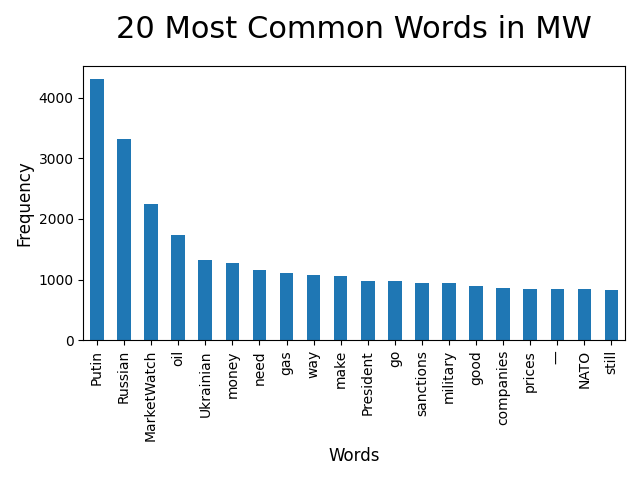 20 Most Common Words in MW
Frequency
4000
3000
2000
1000
0
Putin
Russian
MarketWatch
oil
Ukrainian
money
need
gas
way
make
President
go
sanctions
military
good
companies
prices
—
NATO
still
Words